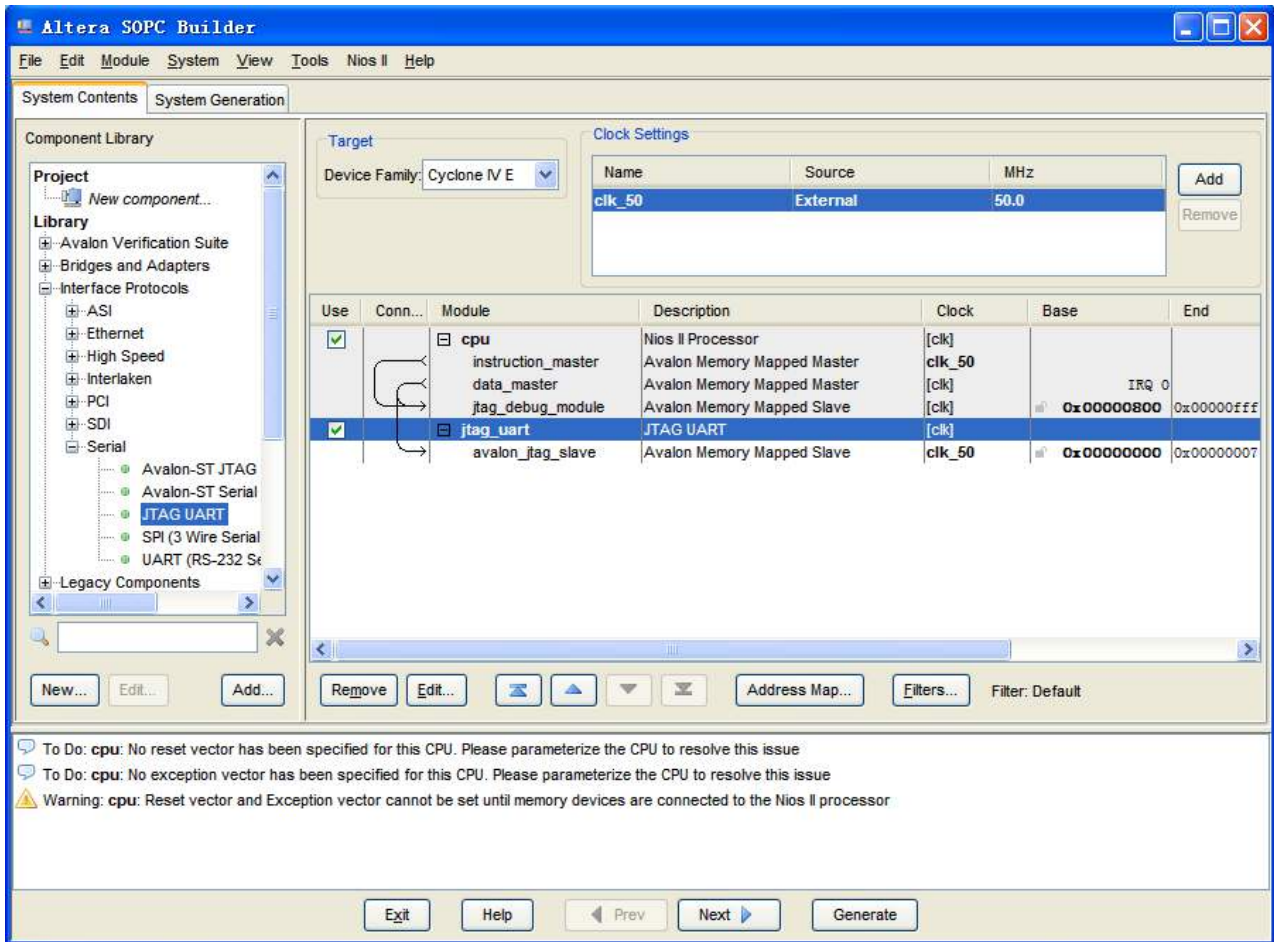 Altera SOPC Builder
File Edit Module System View Tools Nios II Help
System Contents System Generation
Component Library
Project
New component...
Library
Avalon Verification Suite
Bridges and Adapters
Interface Protocols
ASI
Ethernet
High Speed
Interlaken
PCI
SDI
Serial
Avalon-ST JTAG
Avalon-ST Serial
JTAG UART
SPI (3 Wire Serial
UART (RS-232 Se
Legacy Components
New... Edit... Add...
Target
Device Family: Cyclone IV E
Clock Settings
Name Source MHz
clk_50 External 50.0
Add
Remove
Use Conn... Module Description Clock Base End
cpu Nios II Processor [clk]
instruction_master Avalon Memory Mapped Master clk_50
data_master Avalon Memory Mapped Master [clk] IRQ 0
jtag_debug_module Avalon Memory Mapped Slave [clk] 0x00000800 0x00000fff
jtag_uart JTAG UART [clk]
avalon_jtag_slave Avalon Memory Mapped Slave clk_50 0x00000000 0x00000007
Remove Edit... Address Map... Filters... Filter: Default
To Do: cpu: No reset vector has been specified for this CPU. Please parameterize the CPU to resolve this issue
To Do: cpu: No exception vector has been specified for this CPU. Please parameterize the CPU to resolve this issue
Warning: cpu: Reset vector and Exception vector cannot be set until memory devices are connected to the Nios II processor
Exit Help Prev Next Generate